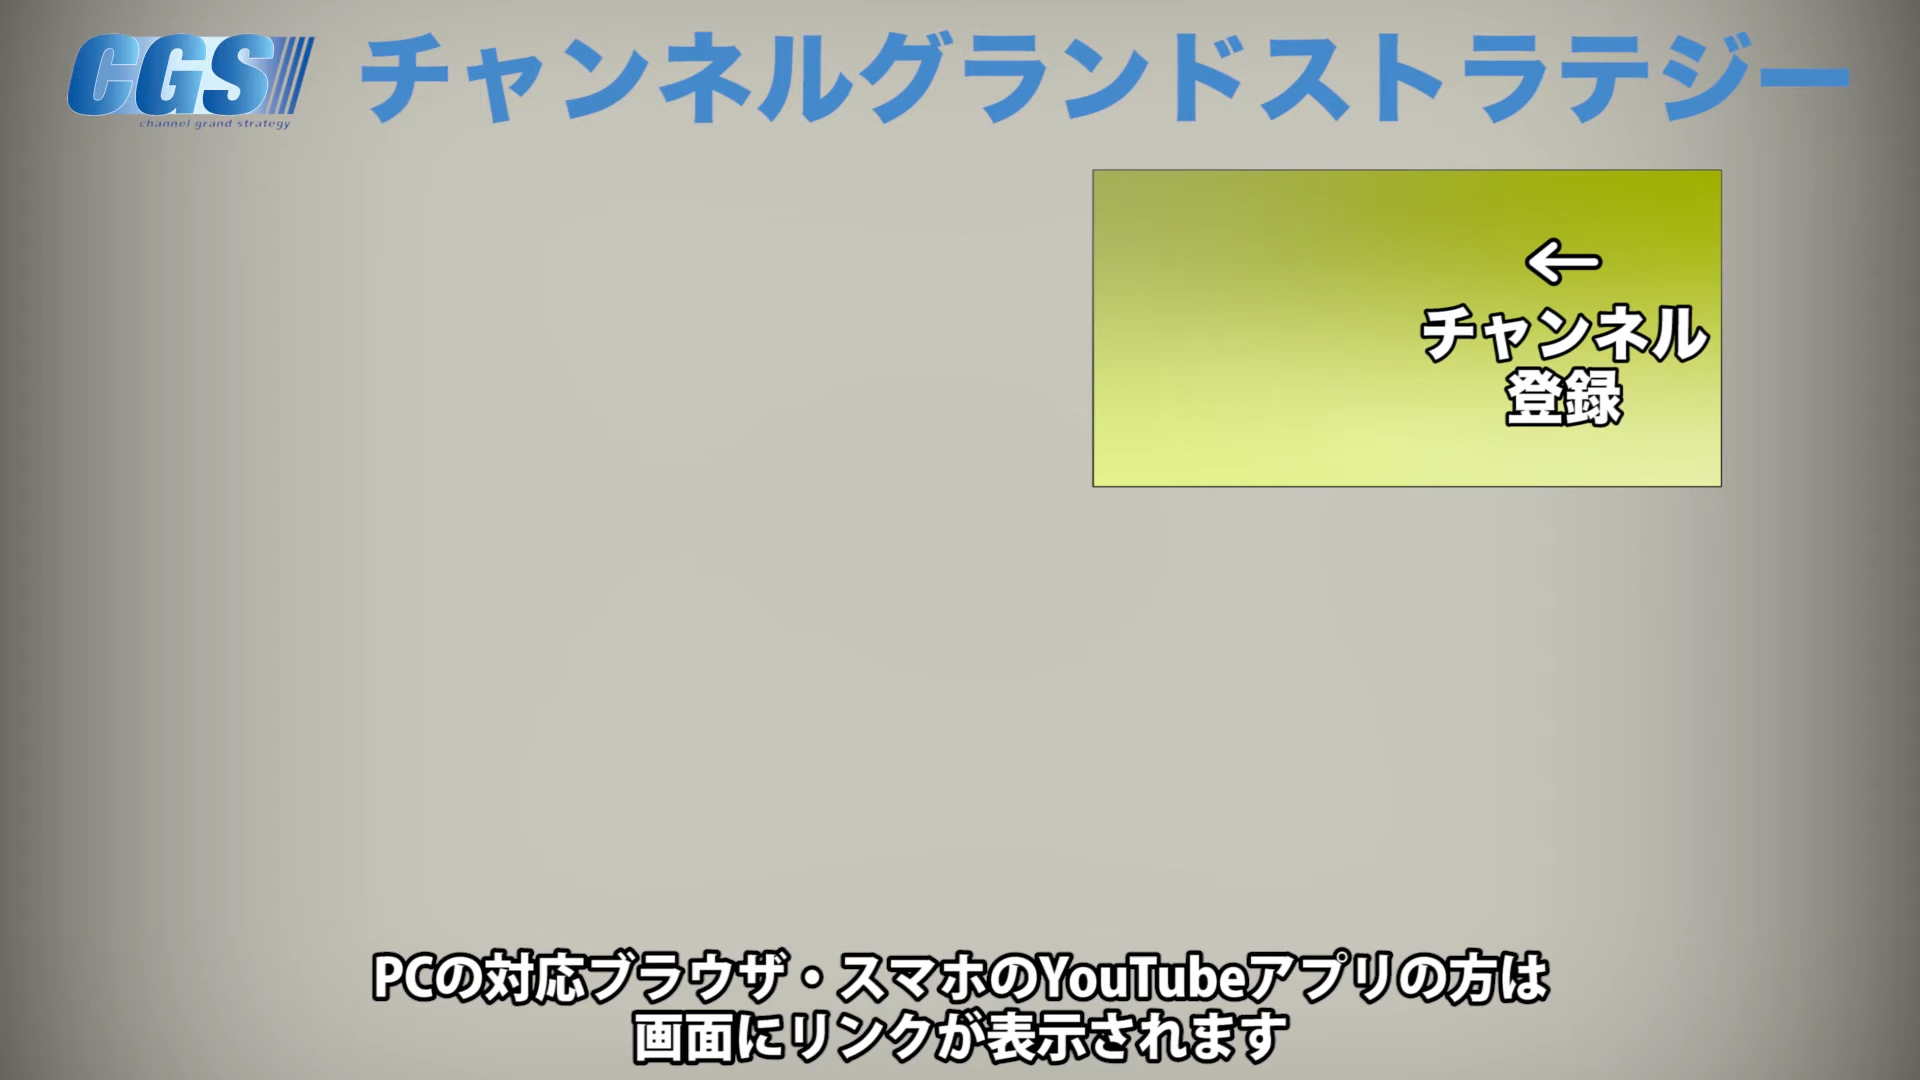 CGS
channel grand strategy
チャンネルグランドストラテジー
←
チャンネル
登録
PCの対応ブラウザ・スマホのYouTubeアプリの方は
画面にリンクが表示されます